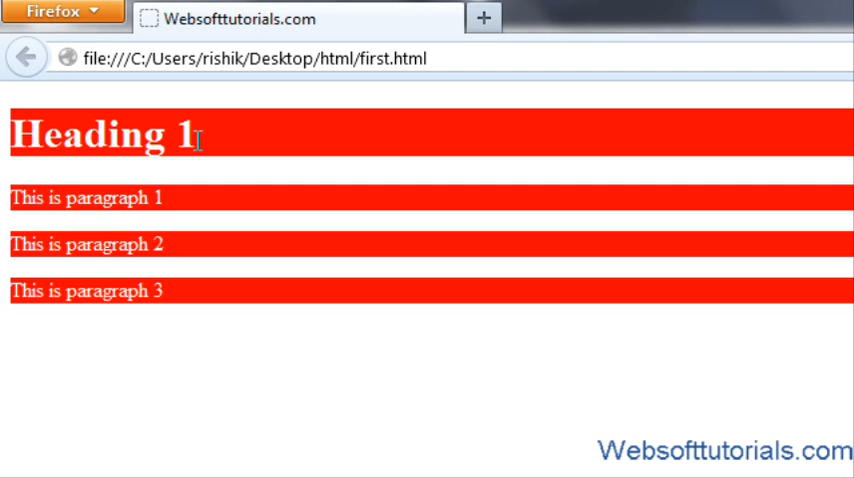 Firefox
Websofttutorials.com
file:///C:/Users/rishik/Desktop/html/first.html
Heading 1
This is paragraph 1
This is paragraph 2
This is paragraph 3
Websofttutorials.com